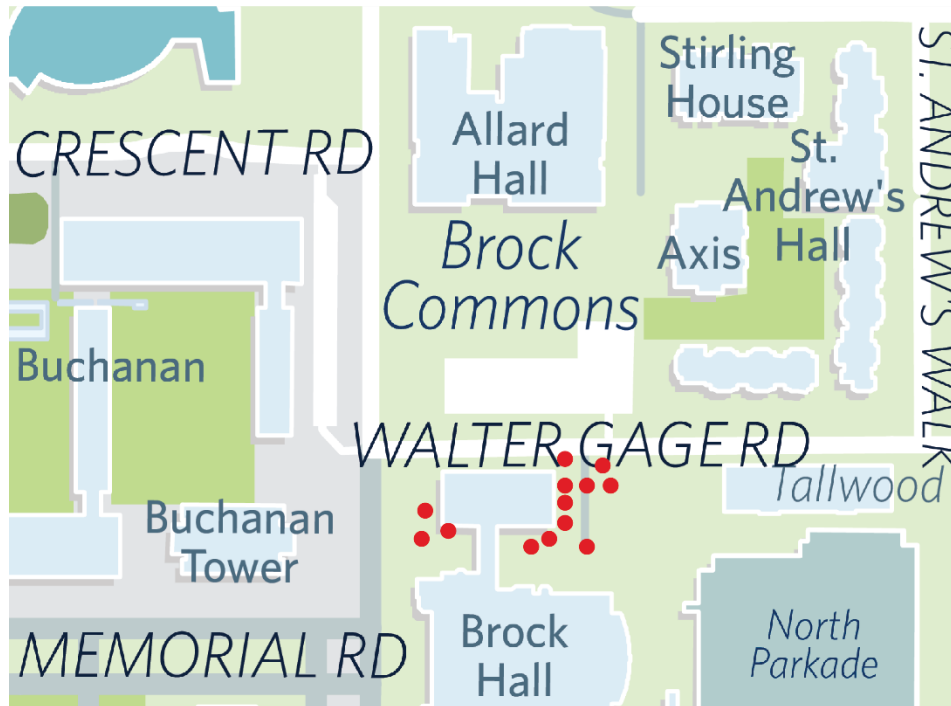 Stirling
House
CRESCENT RD
Allard
Hall
St.
Andrew's
Hall
ST. ANDREW'S WALK
Brock
Commons
Axis
Buchanan
WALTER GAGE RD
Tallwood
Buchanan
Tower
MEMORIAL RD
Brock
Hall
North
Parkade